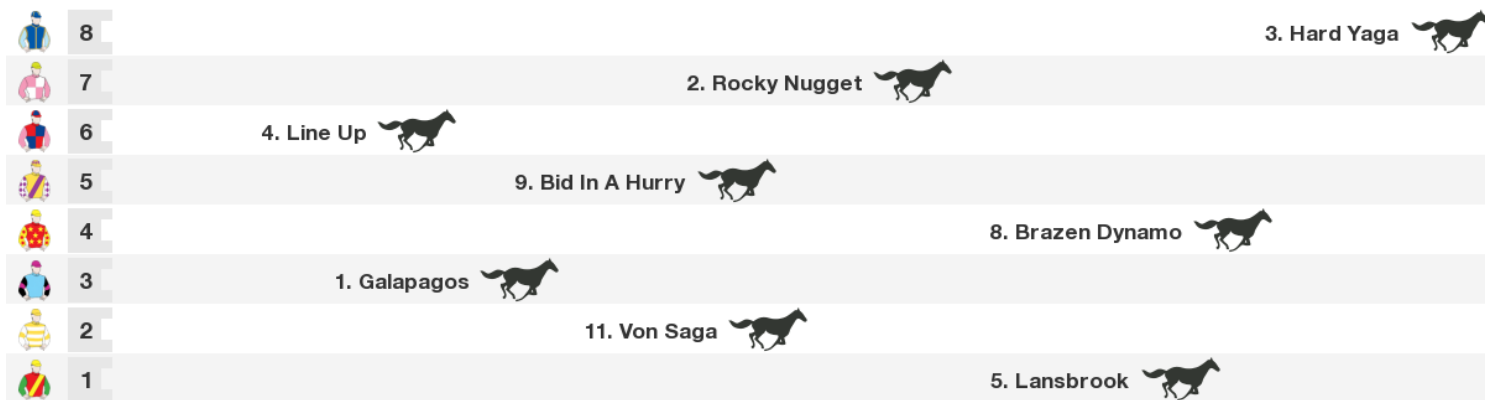 8 3. Hard Yaga
7 2. Rocky Nugget
6 4. Line Up
5 9. Bid In A Hurry
4 8. Brazen Dynamo
3 1. Galapagos
2 11. Von Saga
1 5. Lansbrook